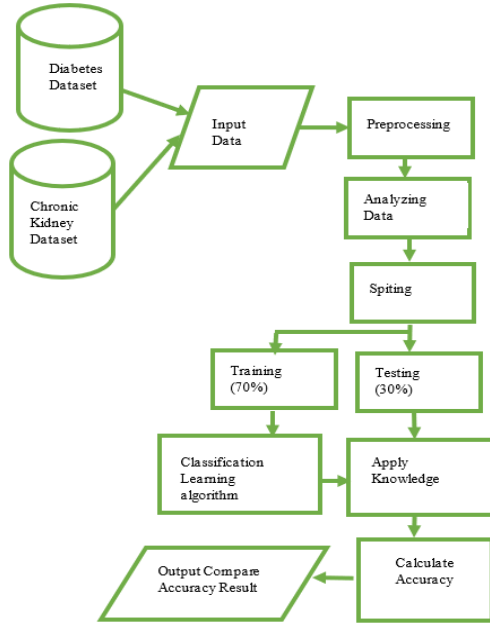 Diabetes
Dataset
Input
Data
Preprocessing
Chronic
Kidney
Dataset
Analyzing
Data
Spiting
Training
(70%)
Testing
(30%)
Classification
Learning
algorithm
Apply
Knowledge
Calculate
Accuracy
Output Compare
Accuracy Result